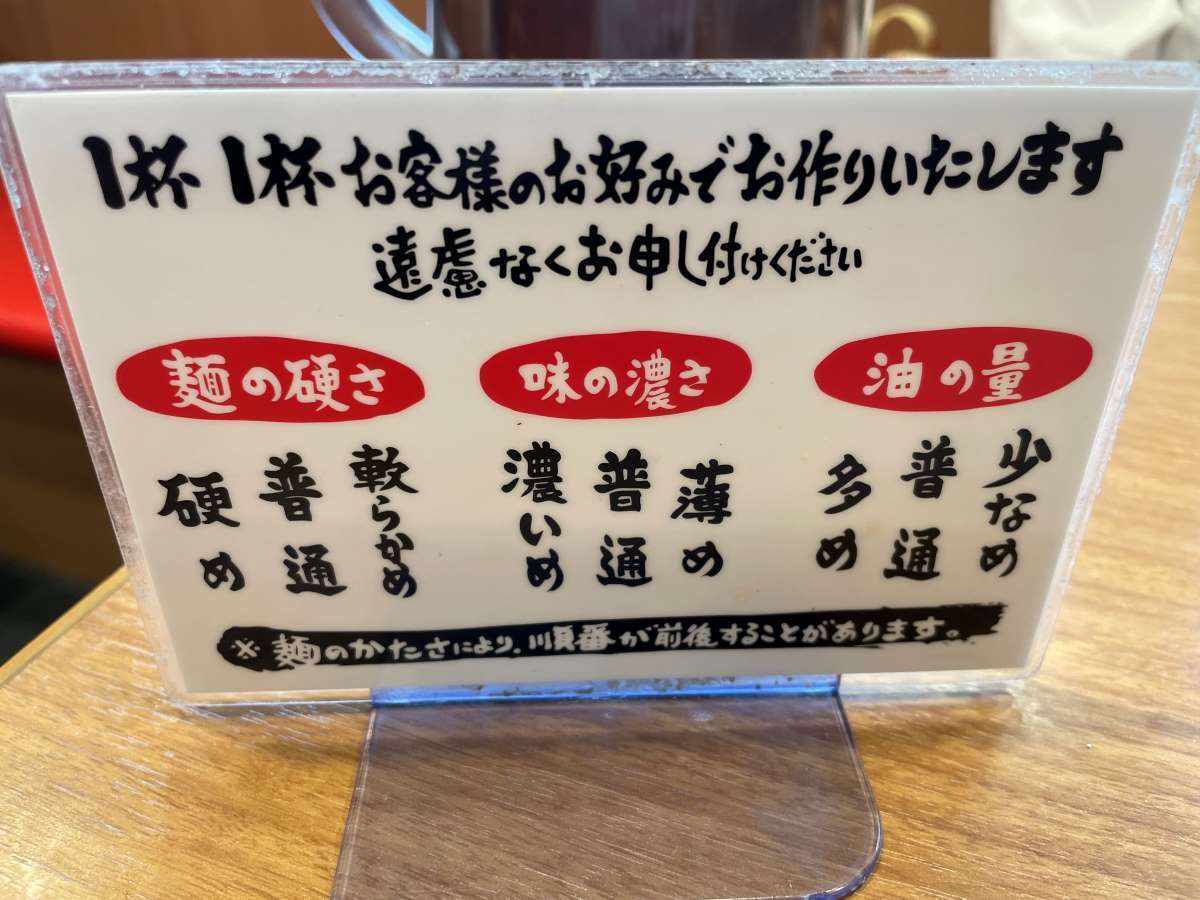 1杯1杯お客様のお好みでお作りいたします
遠慮なくお申し付けください
麺の硬さ
硬め
普通
軟らかめ
味の濃さ
濃いめ
普通
薄め
油の量
多め
普通
少なめ
※麺のかたさにより、順番が前後することがあります。